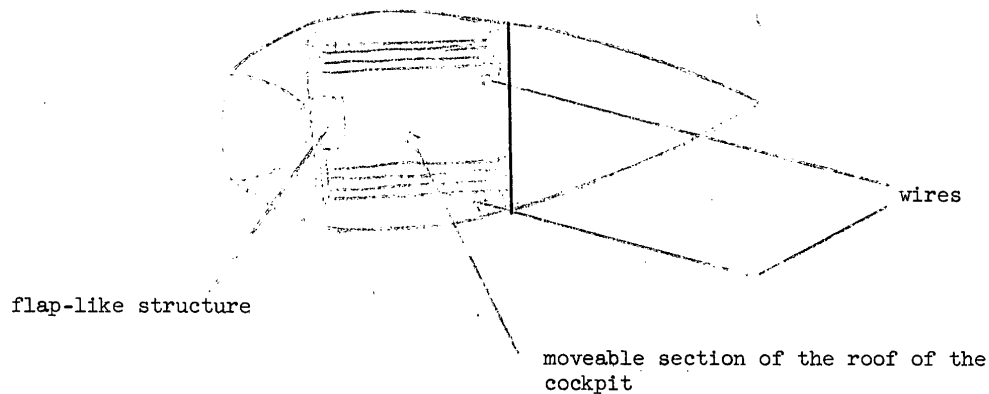 wires
flap-like structure
moveable section of the roof of the
cockpit